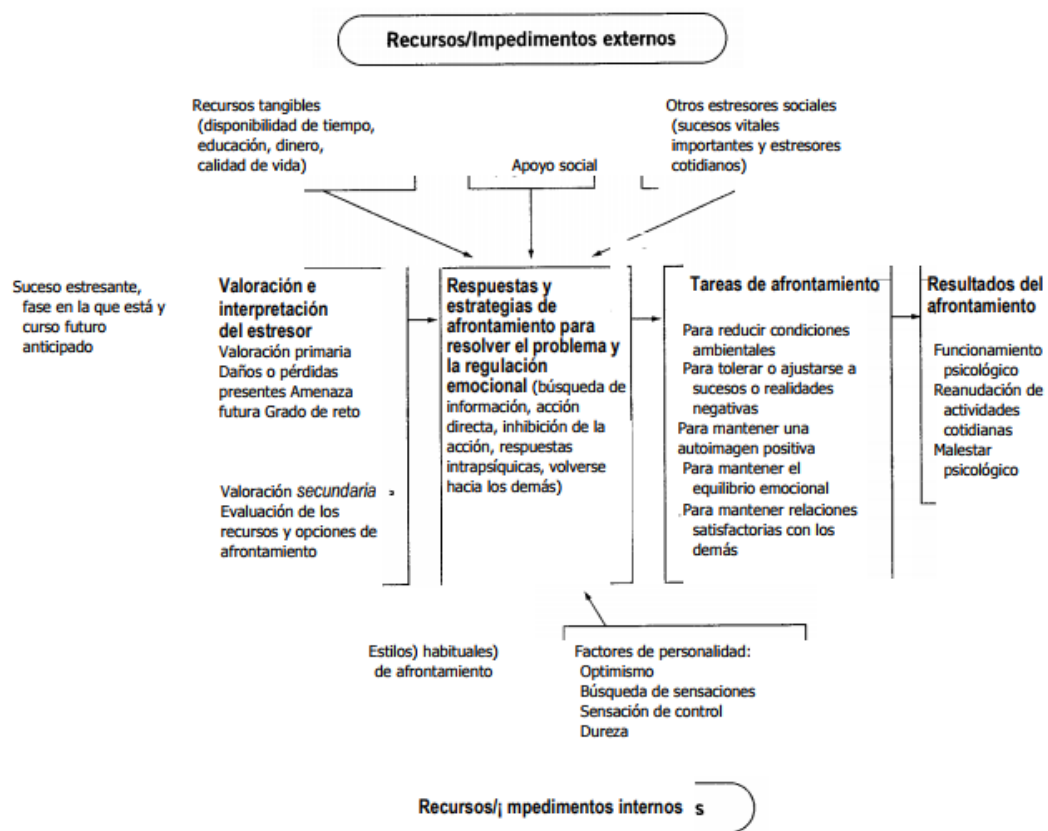 Recursos/Impedimentos externos
Recursos tangibles
(disponibilidad de tiempo,
educación, dinero,
calidad de vida)
Apoyo social
Otros estresores sociales
(sucesos vitales
importantes y estresores
cotidianos)
Suceso estresante,
fase en la que está y
curso futuro
anticipado
Valoración e
interpretación
del estresor
Valoración primaria
Daños o pérdidas
presentes Amenaza
futura Grado de reto
Valoración secundaria
Evaluación de los
recursos y opciones de
afrontamiento
Respuestas y
estrategias de
afrontamiento para
resolver el problema y
la regulación
emocional (búsqueda de
información, acción
directa, inhibición de la
acción, respuestas
intrapsíquicas, volverse
hacia los demás)
Tareas de afrontamiento
Para reducir condiciones
ambientales
Para tolerar o ajustarse a
sucesos o realidades
negativas
Para mantener una
autoimagen positiva
Para mantener el
equilibrio emocional
Para mantener relaciones
satisfactorias con los
demás
Resultados del
afrontamiento
Funcionamiento
psicológico
Reanudación de
actividades
cotidianas
Malestar
psicológico
Estilos) habituales)
de afrontamiento
Factores de personalidad:
Optimismo
Búsqueda de sensaciones
Sensación de control
Dureza
Recursos/¡ mpedimentos internos s